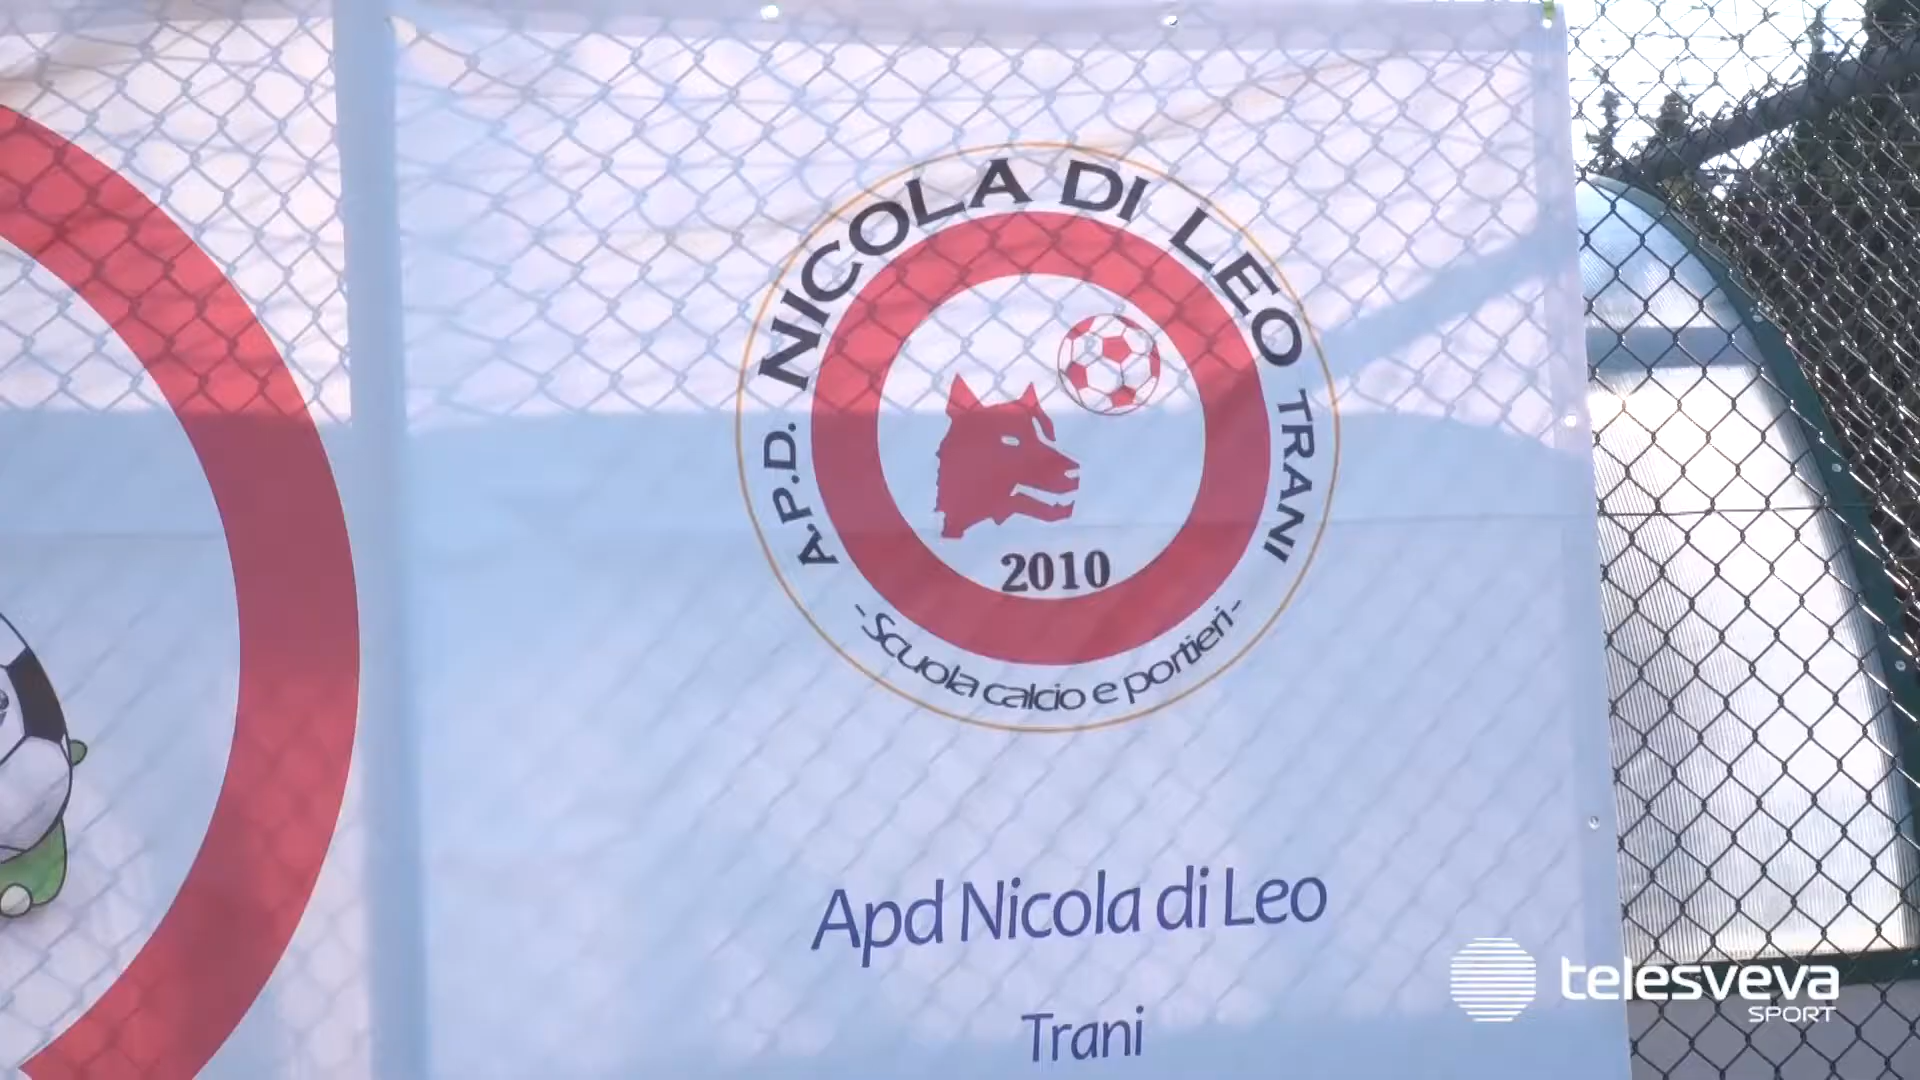 A.P.D. NICOLA DI LEO TRANI
2010
- Scuola calcio e portieri -
Apd Nicola di Leo
Trani
telesveva
SPORT